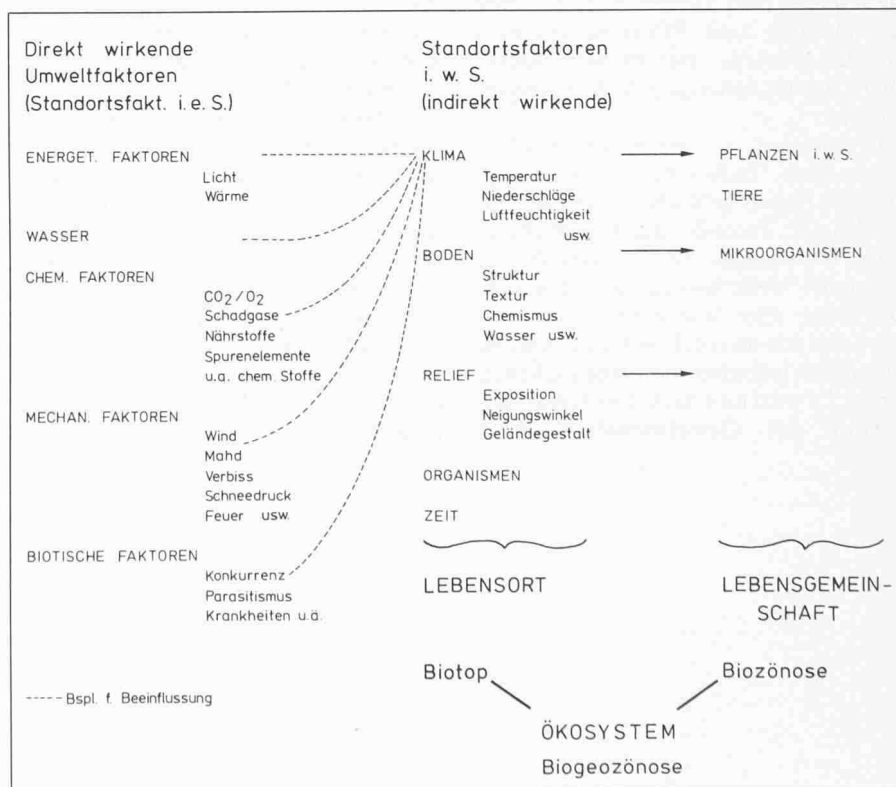 Direkt wirkende
Umweltfaktoren
(Standortsfakt. i.e.S.)
ENERGET. FAKTOREN
Licht
Wärme
WASSER
CHEM. FAKTOREN
CO2/O2
Schadgase
Nährstoffe
Spurenelemente
u.a. chem. Stoffe
MECHAN. FAKTOREN
Wind
Mahd
Verbiss
Schneedruck
Feuer usw.
BIOTISCHE FAKTOREN
Konkurrenz
Parasitismus
Krankheiten u.ä.
----- Bspl. f. Beeinflussung
Standortsfaktoren
i. w. S.
(indirekt wirkende)
KLIMA
Temperatur
Niederschläge
Luftfeuchtigkeit
usw.
BODEN
Struktur
Textur
Chemismus
Wasser usw.
RELIEF
Exposition
Neigungswinkel
Geländegestalt
ORGANISMEN
ZEIT
LEBENSORT
Biotop
PFLANZEN i.w.S.
TIERE
MIKROORGANISMEN
LEBENSGEMEIN-
SCHAFT
Biozönose
ÖKOSYSTEM
Biogeozönose